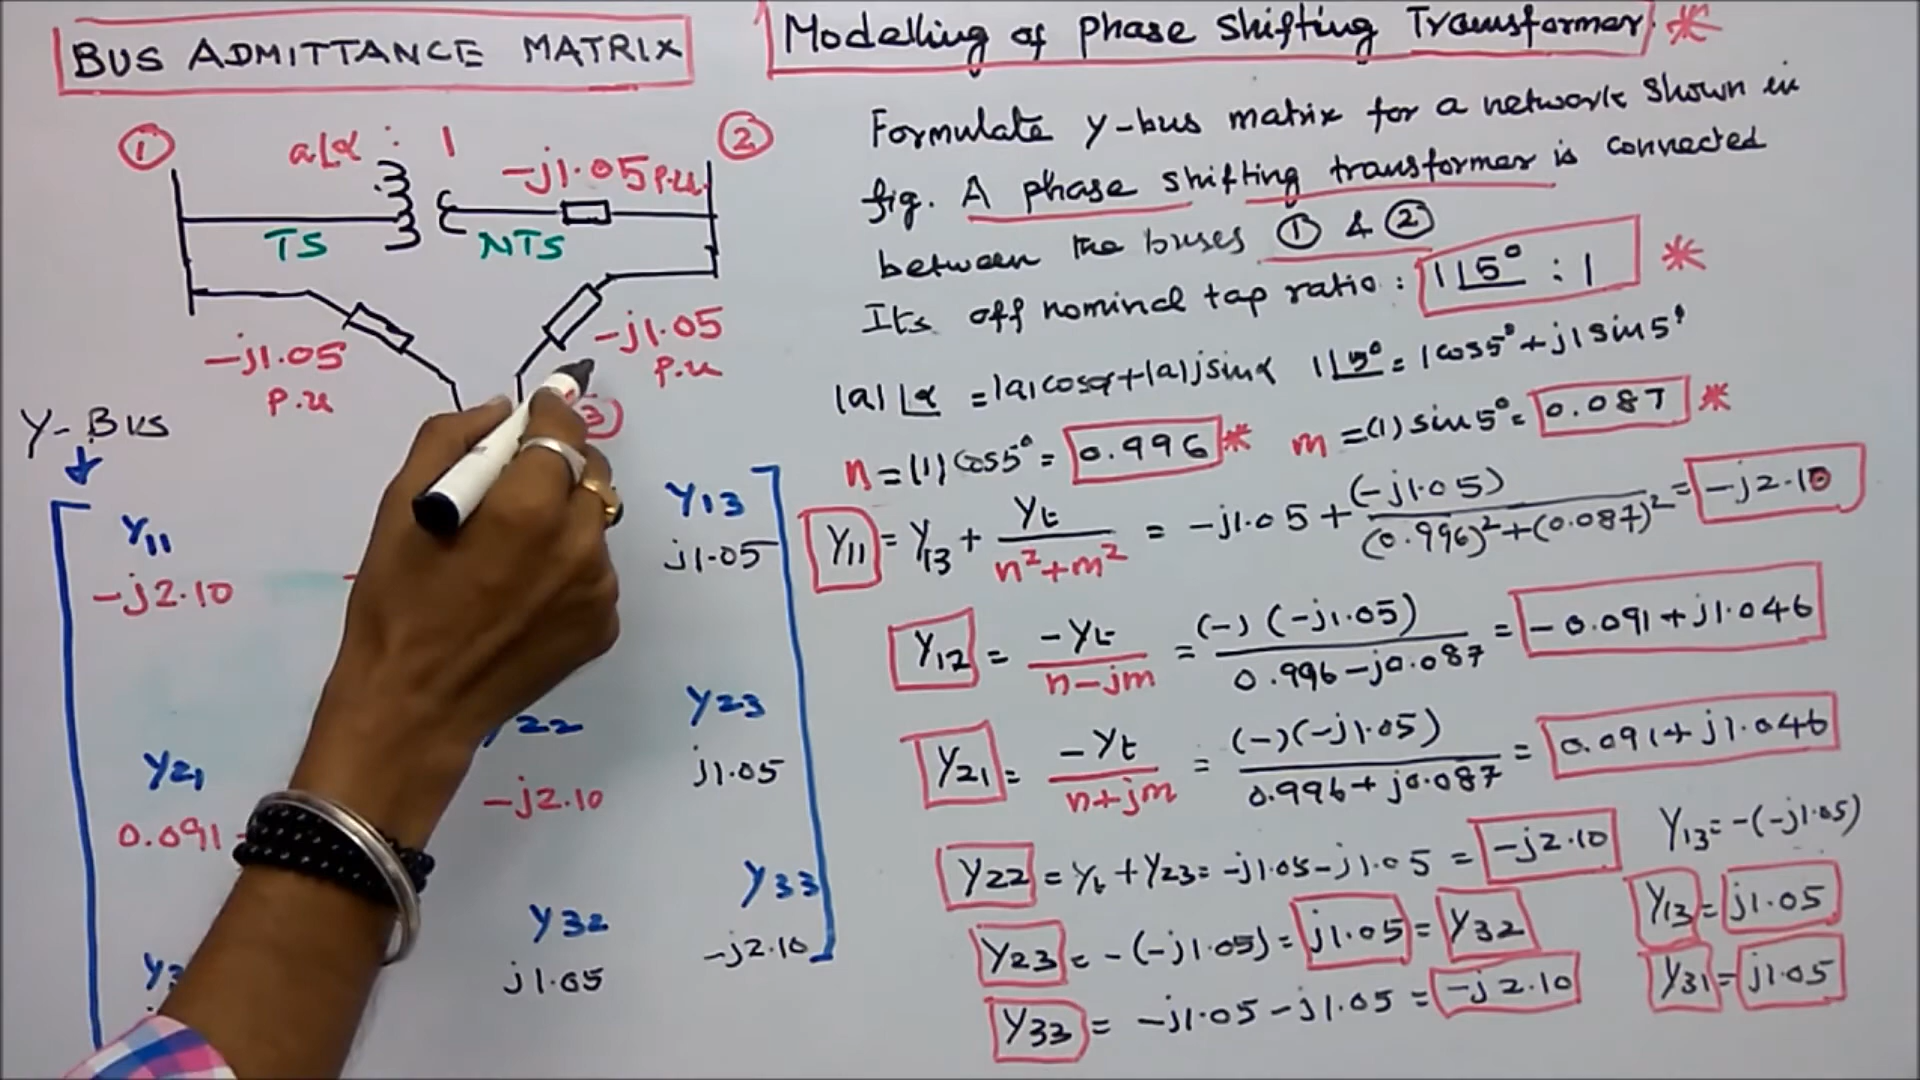 BUS ADMITTANCE MATRIX
① a∠α : 1 ②
-j1.05 p.u
TS NTS
-j1.05
p.u
-j1.05
p.u
3
Y-Bus
Y11 Y13
-j2.10 j1.05
Y21 Y22 Y23
0.091 -j2.10 j1.05
Y32 Y33
j1.05 -j2.10
Modelling of Phase Shifting Transformer *
Formulate Y-bus matrix for a network shown in
fig. A phase shifting transformer is connected
between the buses ① & ②
Its off nominal tap ratio : 1∠5° : 1 *
|a|∠α = |a|cosα+|a|jsinα 1∠5° = 1cos5°+j1sin5°
n = (1)cos5° = 0.996 * m = (1) sin5° = 0.087 *
Y11 = Y13 + Yt/(n²+m²) = -j1.05 + (-j1.05)/((0.996)²+(0.087)²) = -j2.10
Y12 = -Yt/(n-jm) = (-)(-j1.05)/(0.996-j0.087) = -0.091+j1.046
Y21 = -Yt/(n+jm) = (-)(-j1.05)/(0.996+j0.087) = 0.091+j1.046
Y22 = Yt+Y23 = -j1.05-j1.05 = -j2.10 Y13 = -(-j1.05)
Y23 = -(-j1.05) = j1.05 = Y32 Y13 = j1.05
Y33 = -j1.05-j1.05 = -j2.10 Y31 = j1.05